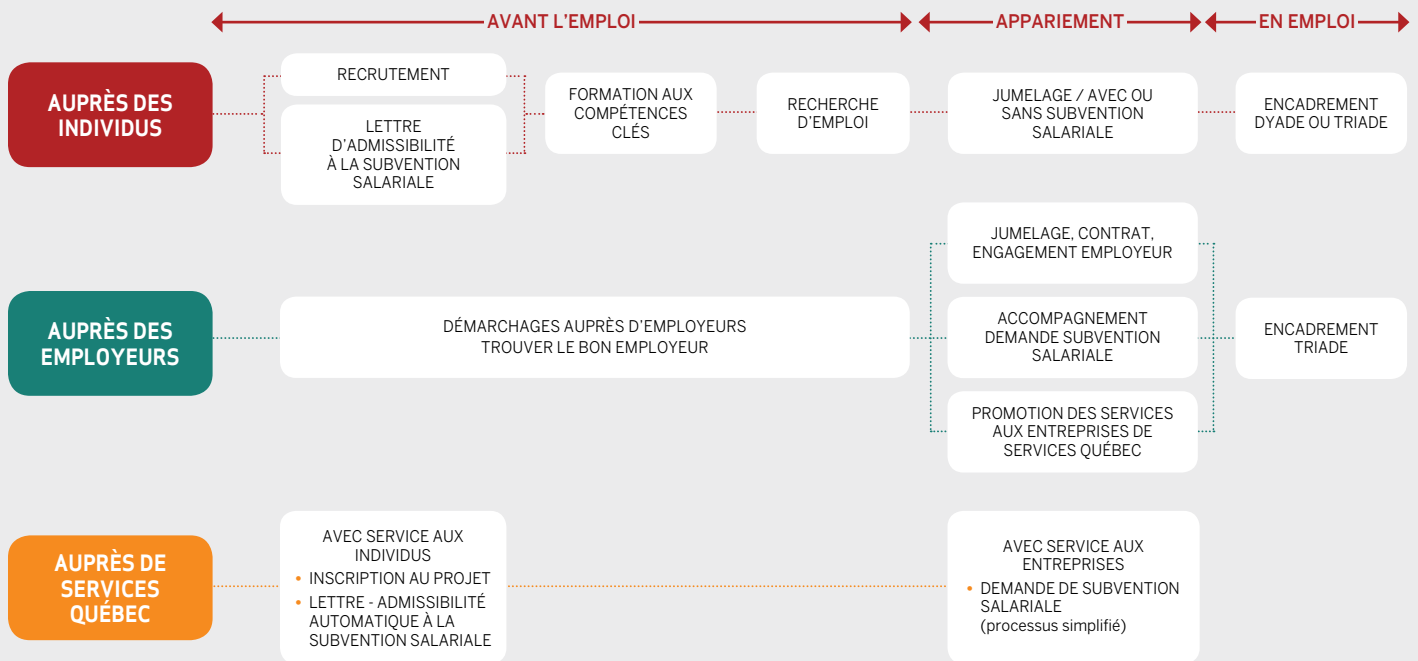 AVANT L'EMPLOI
APPARIEMENT
EN EMPLOI
AUPRÈS DES
INDIVIDUS
RECRUTEMENT
LETTRE
D'ADMISSIBILITÉ
À LA SUBVENTION
SALARIALE
FORMATION AUX
COMPÉTENCES
CLÉS
RECHERCHE
D'EMPLOI
JUMELAGE / AVEC OU
SANS SUBVENTION
SALARIALE
ENCADREMENT
DYADE OU TRIADE
AUPRÈS DES
EMPLOYEURS
DÉMARCHAGES AUPRÈS D'EMPLOYEURS
TROUVER LE BON EMPLOYEUR
JUMELAGE, CONTRAT,
ENGAGEMENT EMPLOYEUR
ACCOMPAGNEMENT
DEMANDE SUBVENTION
SALARIALE
PROMOTION DES SERVICES
AUX ENTREPRISES DE
SERVICES QUÉBEC
ENCADREMENT
TRIADE
AUPRÈS DE
SERVICES
QUÉBEC
AVEC SERVICE AUX
INDIVIDUS
• INSCRIPTION AU PROJET
• LETTRE - ADMISSIBILITÉ
AUTOMATIQUE À LA
SUBVENTION SALARIALE
AVEC SERVICE AUX
ENTREPRISES
• DEMANDE DE SUBVENTION
SALARIALE
(processus simplifié)